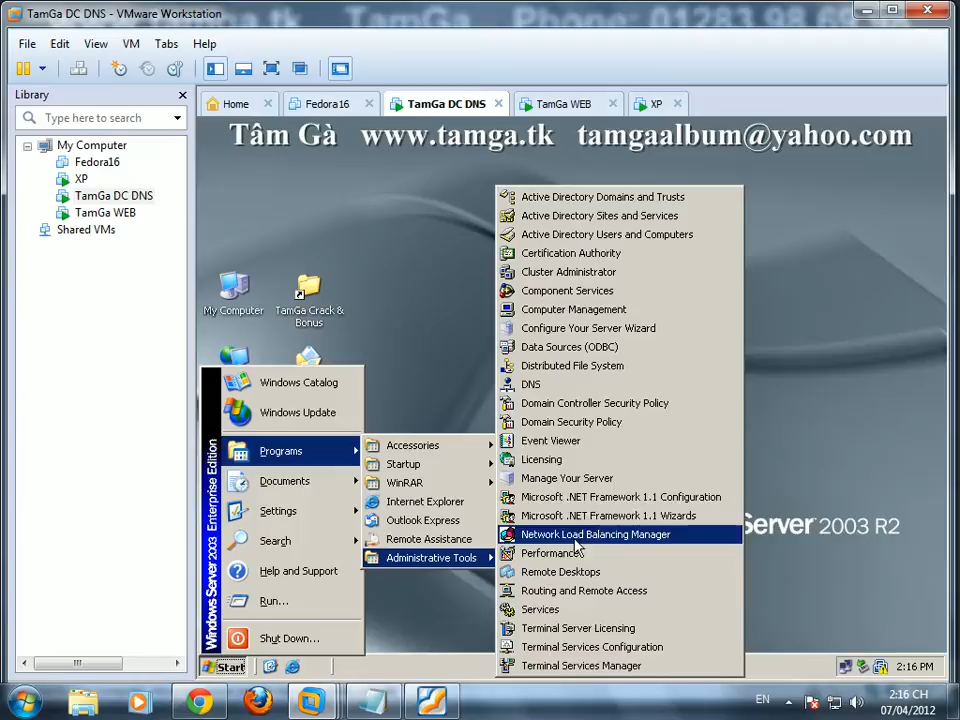 TamGa DC DNS - VMware Workstation
File Edit View VM Tabs Help
Library
Type here to search
My Computer
Fedora16
XP
TamGa DC DNS
TamGa WEB
Shared VMs
Home
Fedora16
TamGa DC DNS
TamGa WEB
XP
Tâm Gà www.tamga.tk tamgaalbum@yahoo.com
My Computer
TamGa Crack &
Bonus
Server 2003 R2
Windows Server 2003 Enterprise Edition
Windows Catalog
Windows Update
Programs
Documents
Settings
Search
Help and Support
Run...
Shut Down...
Accessories
Startup
WinRAR
Internet Explorer
Outlook Express
Remote Assistance
Administrative Tools
Active Directory Domains and Trusts
Active Directory Sites and Services
Active Directory Users and Computers
Certification Authority
Cluster Administrator
Component Services
Computer Management
Configure Your Server Wizard
Data Sources (ODBC)
Distributed File System
DNS
Domain Controller Security Policy
Domain Security Policy
Event Viewer
Licensing
Manage Your Server
Microsoft .NET Framework 1.1 Configuration
Microsoft .NET Framework 1.1 Wizards
Network Load Balancing Manager
Performance
Remote Desktops
Routing and Remote Access
Services
Terminal Server Licensing
Terminal Services Configuration
Terminal Services Manager
Start
2:16 PM
EN
2:16 CH
07/04/2012